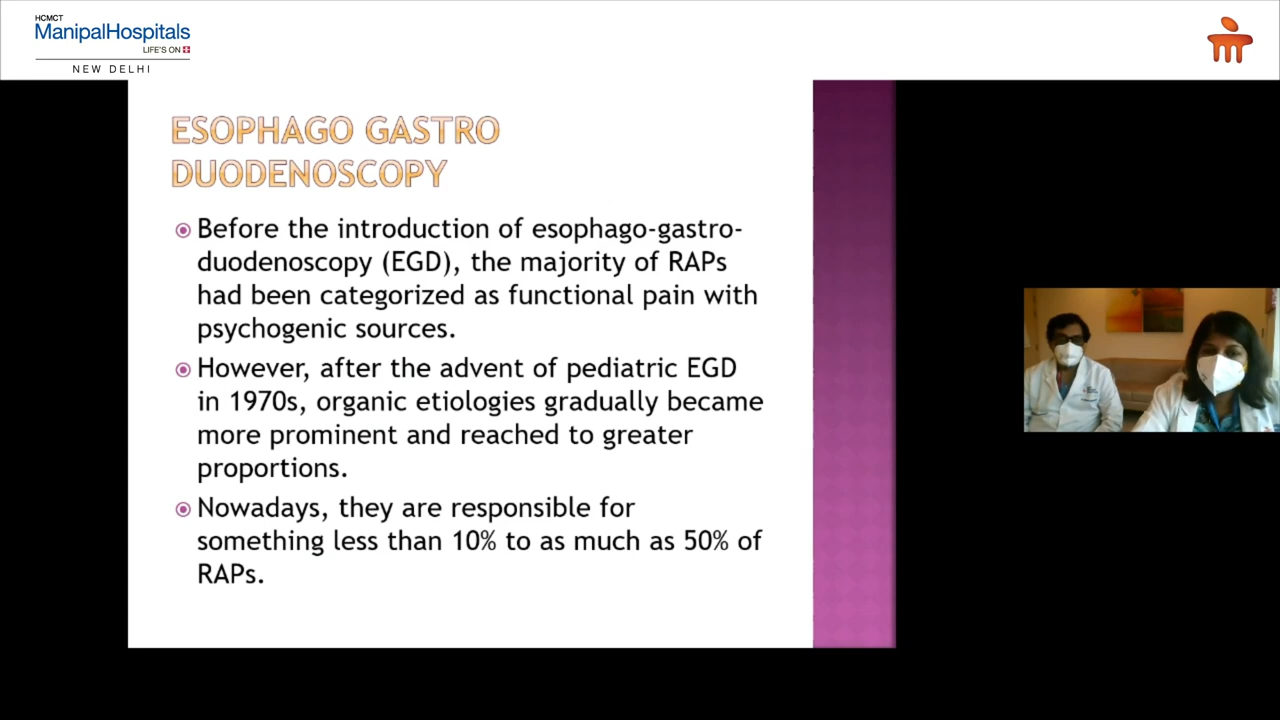 HCMCT
ManipalHospitals
LIFE'S ON
NEW DELHI
ESOPHAGO GASTRO
DUODENOSCOPY
Before the introduction of esophago-gastro-
duodenoscopy (EGD), the majority of RAPs
had been categorized as functional pain with
psychogenic sources.
However, after the advent of pediatric EGD
in 1970s, organic etiologies gradually became
more prominent and reached to greater
proportions.
Nowadays, they are responsible for
something less than 10% to as much as 50% of
RAPs.